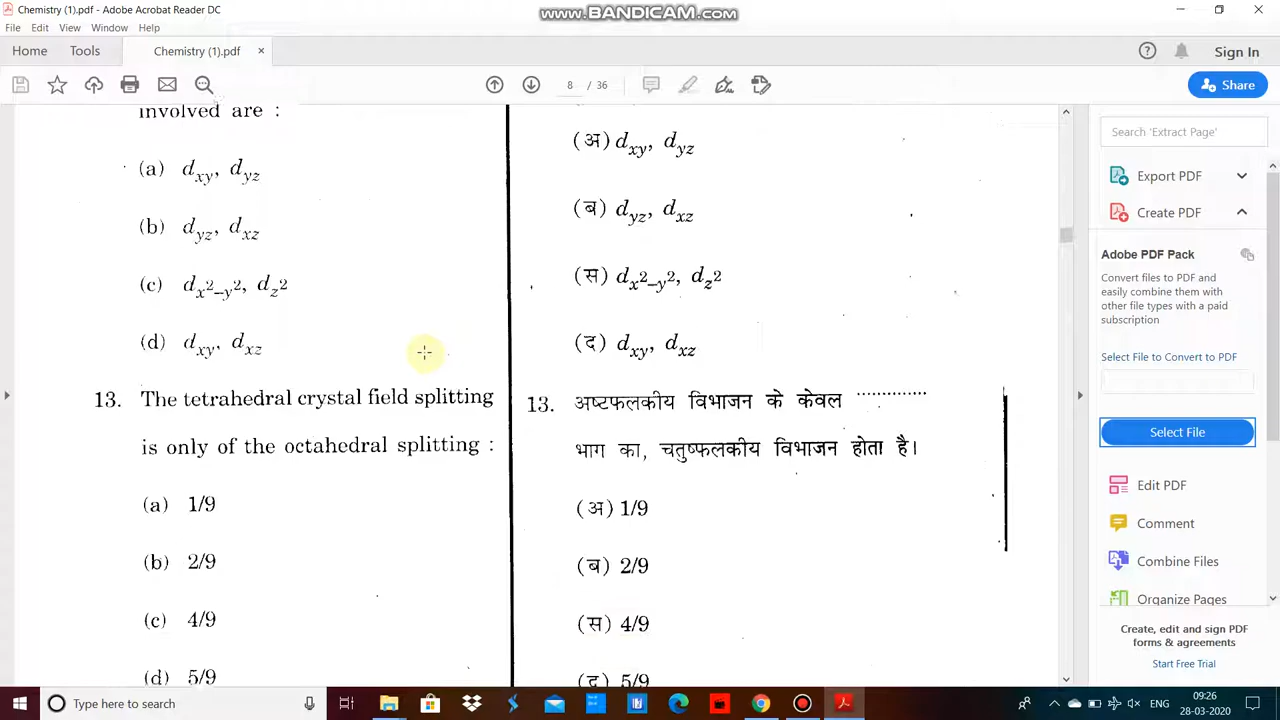 Chemistry (1).pdf - Adobe Acrobat Reader DC
www.BANDICAM.com
File Edit View Window Help
Home Tools Chemistry (1).pdf × Sign In
8 / 36
Share
involved are :
(a) dxy, dyz
(b) dyz, dxz
(c) dx²–y², dz²
(d) dxy, dxz
13. The tetrahedral crystal field splitting
is only of the octahedral splitting :
(a) 1/9
(b) 2/9
(c) 4/9
(d) 5/9
(अ) dxy, dyz
(ब) dyz, dxz
(स) dx²–y², dz²
(द) dxy, dxz
13. अष्टफलकीय विभाजन के केवल ..............
भाग का, चतुष्फलकीय विभाजन होता है।
(अ) 1/9
(ब) 2/9
(स) 4/9
(द) 5/9
Search 'Extract Page'
Export PDF
Create PDF
Adobe PDF Pack
Convert files to PDF and
easily combine them with
other file types with a paid
subscription
Select File to Convert to PDF
Select File
Edit PDF
Comment
Combine Files
Organize Pages
Create, edit and sign PDF
forms & agreements
Start Free Trial
Type here to search
ENG
09:26
28-03-2020